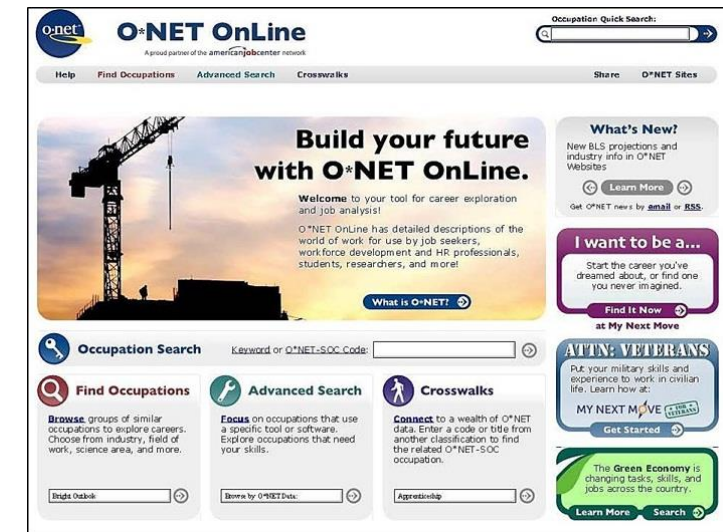 o·net
O*NET OnLine
A proud partner of the americanjobcenter network
Occupation Quick Search:
Help Find Occupations Advanced Search Crosswalks Share O*NET Sites
Build your future
with O*NET OnLine.
Welcome to your tool for career exploration
and job analysis!
O*NET OnLine has detailed descriptions of the
world of work for use by job seekers,
workforce development and HR professionals,
students, researchers, and more!
What is O*NET?
What's New?
New BLS projections and
industry info in O*NET
Websites
Learn More
Get O*NET news by email or RSS.
I want to be a...
Start the career you've
dreamed about, or find one
you never imagined.
Find It Now
at My Next Move
Occupation Search Keyword or O*NET-SOC Code:
Find Occupations
Browse groups of similar
occupations to explore careers.
Choose from industry, field of
work, science area, and more.
Bright Outlook
Advanced Search
Focus on occupations that use
a specific tool or software.
Explore occupations that need
your skills.
Browse by O*NET Data:
Crosswalks
Connect to a wealth of O*NET
data. Enter a code or title from
another classification to find
the related O*NET-SOC
occupation.
Apprenticeship
ATTN: VETERANS
Put your military skills and
experience to work in civilian
life. Learn how at:
MY NEXT MOVE FOR VETERANS
Get Started
The Green Economy is
changing tasks, skills, and
jobs across the country.
Learn More Search